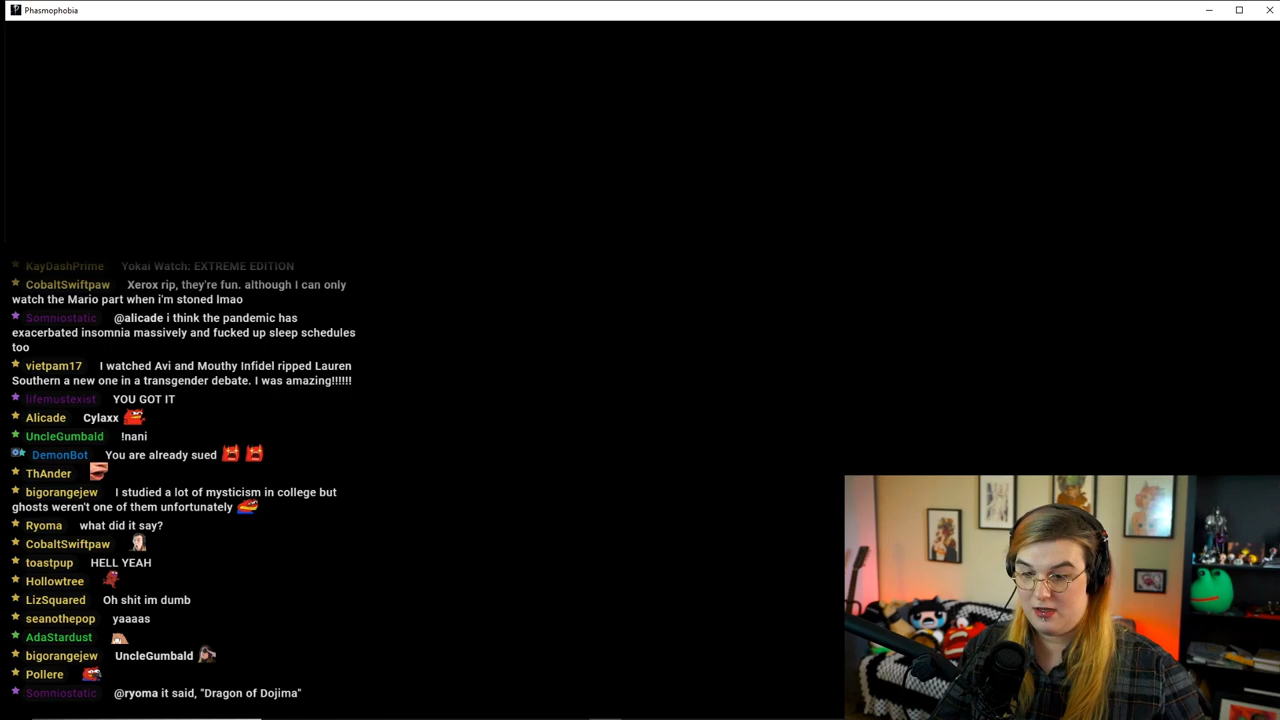 Phasmophobia
KayDashPrime Yokai Watch: EXTREME EDITION
CobaltSwiftpaw Xerox rip, they're fun. although I can only
watch the Mario part when i'm stoned lmao
Somniostatic @alicade i think the pandemic has
exacerbated insomnia massively and fucked up sleep schedules
too
vietpam17 I watched Avi and Mouthy Infidel ripped Lauren
Southern a new one in a transgender debate. I was amazing!!!!!!
lifemustexist YOU GOT IT
Alicade Cylaxx
UncleGumbald !nani
DemonBot You are already sued
ThAnder
bigorangejew I studied a lot of mysticism in college but
ghosts weren't one of them unfortunately
Ryoma what did it say?
CobaltSwiftpaw
toastpup HELL YEAH
Hollowtree
LizSquared Oh shit im dumb
seanothepop yaaaas
AdaStardust
bigorangejew UncleGumbald
Pollere
Somniostatic @ryoma it said, "Dragon of Dojima"